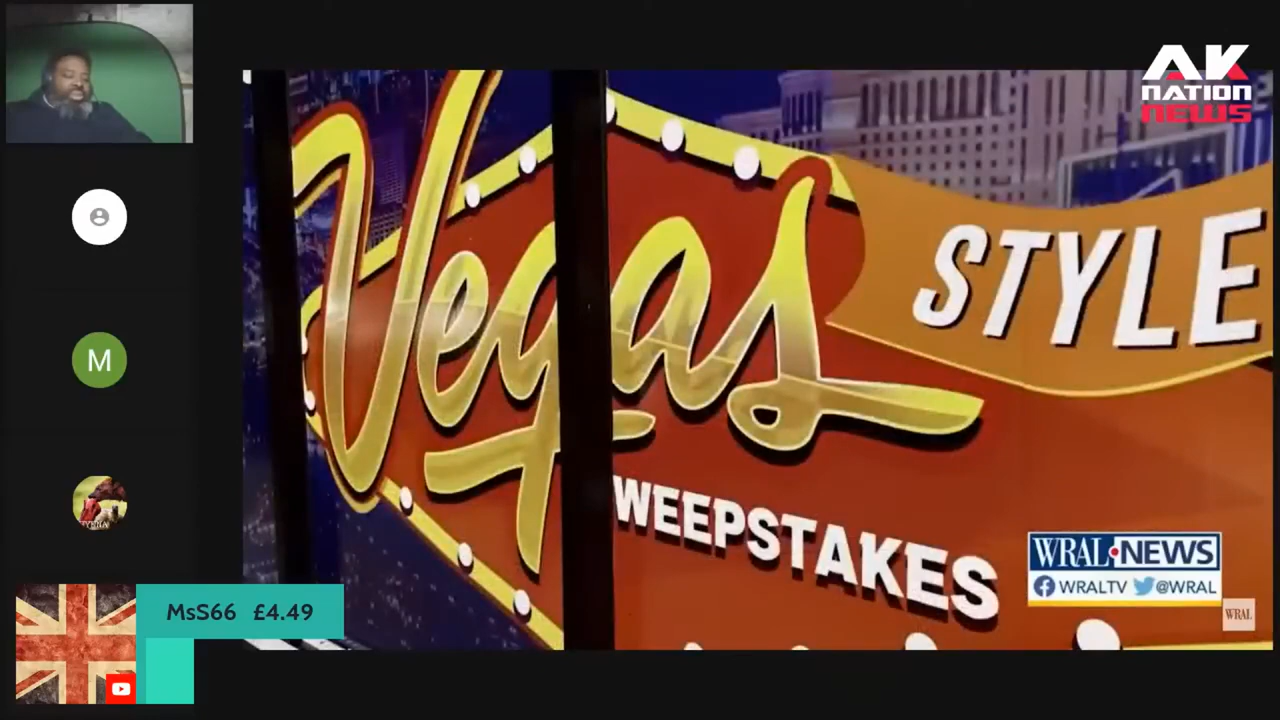 AK
NATION
NEWS
Vegas
STYLE
WEEPSTAKES
WRAL NEWS
WRALTV @WRAL
WRAL
M
MsS66 £4.49